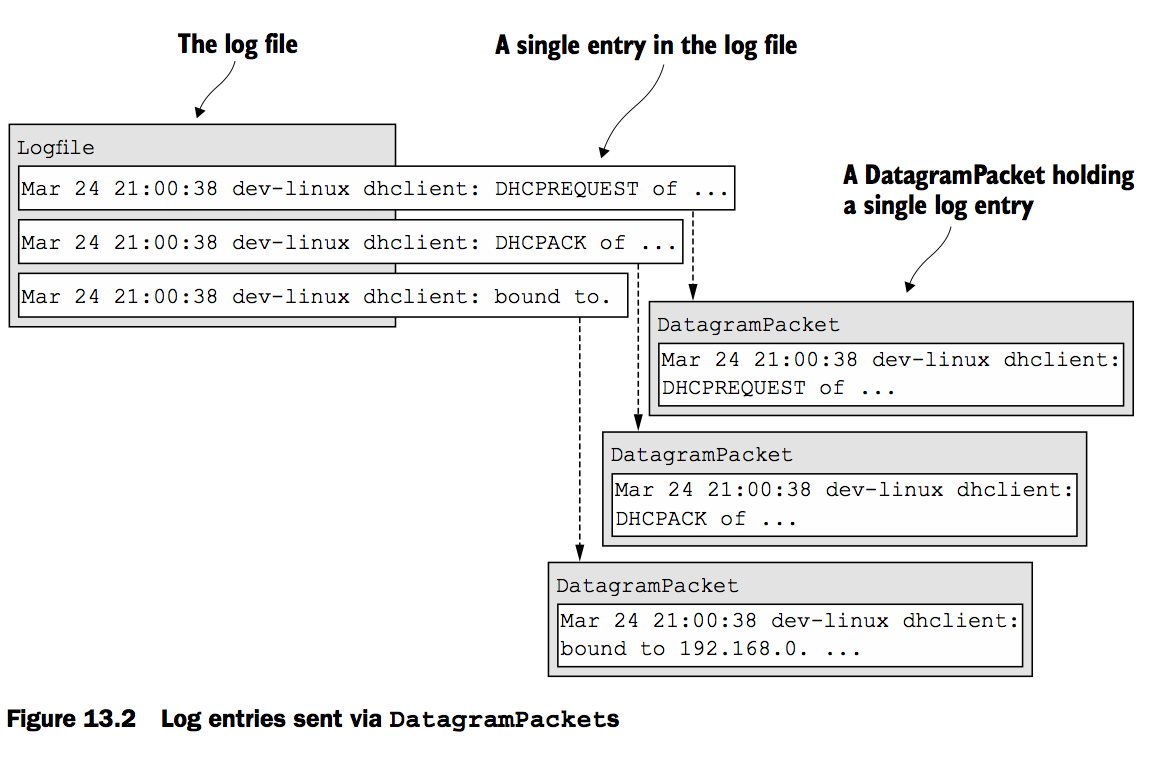 The log file
A single entry in the log file
Logfile
Mar 24 21:00:38 dev-linux dhclient: DHCPREQUEST of ...
Mar 24 21:00:38 dev-linux dhclient: DHCPACK of ...
Mar 24 21:00:38 dev-linux dhclient: bound to.
A DatagramPacket holding
a single log entry
DatagramPacket
Mar 24 21:00:38 dev-linux dhclient:
DHCPREQUEST of ...
DatagramPacket
Mar 24 21:00:38 dev-linux dhclient:
DHCPACK of ...
DatagramPacket
Mar 24 21:00:38 dev-linux dhclient:
bound to 192.168.0. ...
Figure 13.2 Log entries sent via DatagramPackets